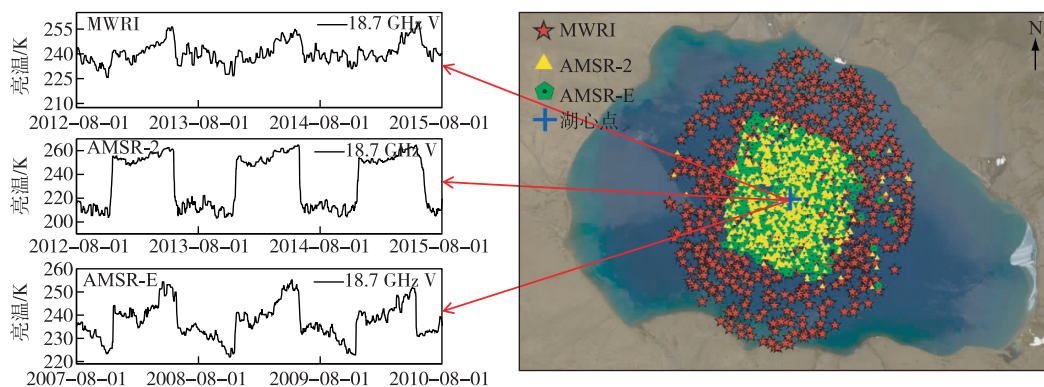 MWRI
18.7 GHz V
亮温/K
255
240
225
210
2012-08-01
2013-08-01
2014-08-01
2015-08-01
AMSR-2
18.7 GHz V
亮温/K
260
240
220
200
2012-08-01
2013-08-01
2014-08-01
2015-08-01
AMSR-E
18.7 GHz V
亮温/K
260
250
240
230
220
2007-08-01
2008-08-01
2009-08-01
2010-08-01
MWRI
AMSR-2
AMSR-E
湖心点
N